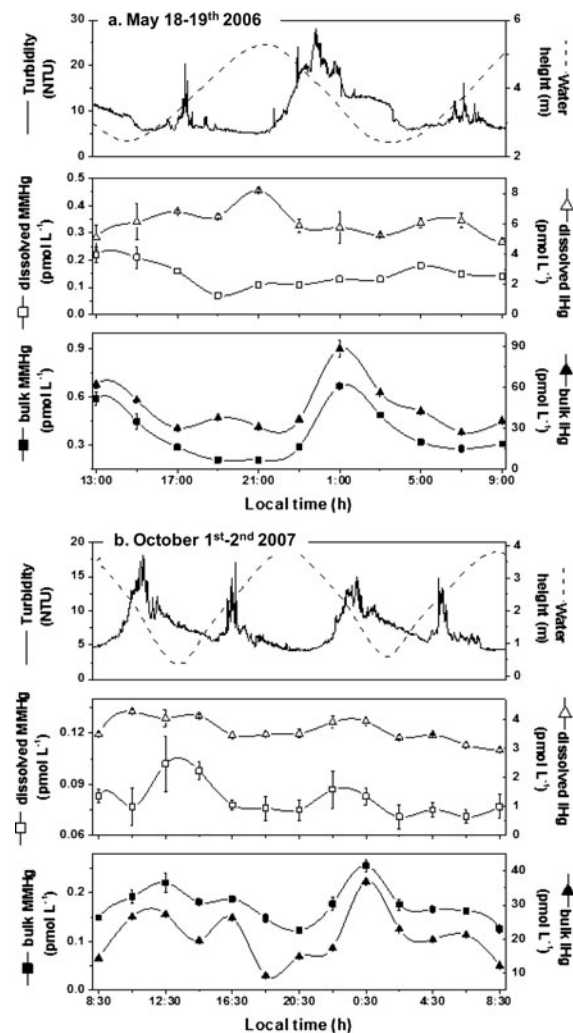 a. May 18-19th 2006
Turbidity
(NTU)
30
20
10
0
6
4
2
Water
height (m)
dissolved MMHg
(pmol L-1)
0.5
0.4
0.3
0.2
0.1
0.0
8
6
4
2
0
dissolved IHg
(pmol L-1)
bulk MMHg
(pmol L-1)
0.9
0.6
0.3
90
60
30
0
bulk IHg
(pmol L-1)
13:00 17:00 21:00 1:00 5:00 9:00
Local time (h)
b. October 1st-2nd 2007
Turbidity
(NTU)
20
15
10
5
0
4
3
2
1
0
Water
height (m)
dissolved MMHg
(pmol L-1)
0.12
0.09
0.06
4
3
2
1
0
dissolved IHg
(pmol L-1)
bulk MMHg
(pmol L-1)
0.2
0.1
0.0
40
30
20
10
bulk IHg
(pmol L-1)
8:30 12:30 16:30 20:30 0:30 4:30 8:30
Local time (h)